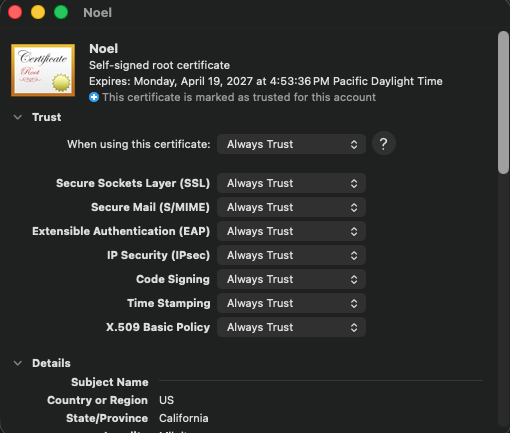 Noel
Certificate
Root
Noel
Self-signed root certificate
Expires: Monday, April 19, 2027 at 4:53:36 PM Pacific Daylight Time
This certificate is marked as trusted for this account
Trust
When using this certificate: Always Trust ?
Secure Sockets Layer (SSL) Always Trust
Secure Mail (S/MIME) Always Trust
Extensible Authentication (EAP) Always Trust
IP Security (IPsec) Always Trust
Code Signing Always Trust
Time Stamping Always Trust
X.509 Basic Policy Always Trust
Details
Subject Name
Country or Region US
State/Province California